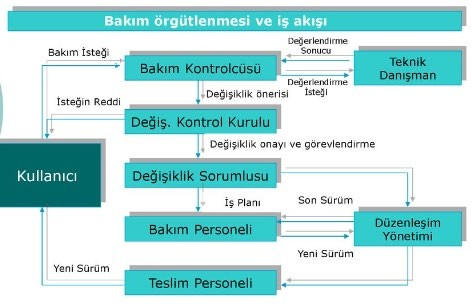 Bakım örgütlenmesi ve iş akışı
Bakım İsteği
Değerlendirme
Sonucu
Bakım Kontrolcüsü
Teknik
Danışman
Değerlendirme
İsteği
Değişiklik önerisi
İsteğin Reddi
Değiş. Kontrol Kurulu
Değişiklik onayı ve görevlendirme
Kullanıcı
Değişiklik Sorumlusu
İş Planı
Son Sürüm
Bakım Personeli
Düzenleşim
Yönetimi
Yeni Sürüm
Yeni Sürüm
Teslim Personeli